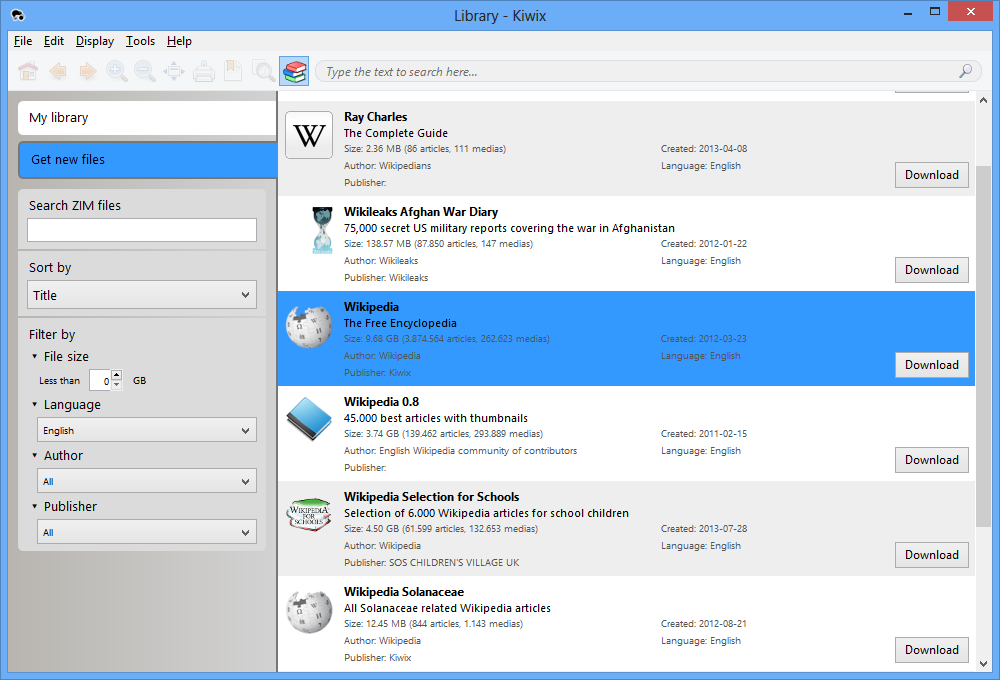 Library - Kiwix
File Edit Display Tools Help
Type the text to search here...
My library
Get new files
Search ZIM files
Sort by
Title
Filter by
File size
Less than 0 GB
Language
English
Author
All
Publisher
All
W
Ray Charles
The Complete Guide
Size: 2.36 MB (86 articles, 111 medias) Created: 2013-04-08
Author: Wikipedians Language: English
Publisher:
Download
Wikileaks Afghan War Diary
75,000 secret US military reports covering the war in Afghanistan
Size: 138.57 MB (87.850 articles, 147 medias) Created: 2012-01-22
Author: Wikileaks Language: English
Publisher: Wikileaks
Download
Wikipedia
The Free Encyclopedia
Size: 9.68 GB (3.874.564 articles, 262.623 medias) Created: 2012-03-23
Author: Wikipedia Language: English
Publisher: Kiwix
Download
Wikipedia 0.8
45.000 best articles with thumbnails
Size: 3.74 GB (139.462 articles, 293.889 medias) Created: 2011-02-15
Author: English Wikipedia community of contributors Language: English
Publisher:
Download
WIKIPEDIA
FOR
SCHOOLS
Wikipedia Selection for Schools
Selection of 6.000 Wikipedia articles for school children
Size: 4.50 GB (61.599 articles, 132.653 medias) Created: 2013-07-28
Author: Wikipedia Language: English
Publisher: SOS CHILDREN'S VILLAGE UK
Download
Wikipedia Solanaceae
All Solanaceae related Wikipedia articles
Size: 12.45 MB (844 articles, 1.143 medias) Created: 2012-08-21
Author: Wikipedia Language: English
Publisher: Kiwix
Download